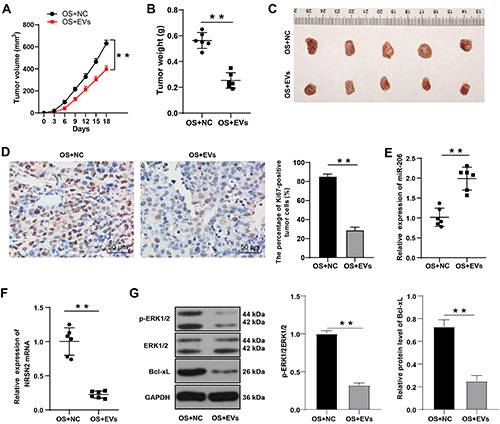 A
OS+NC
OS+EVs
Tumor volume (mm³)
800
600
400
200
0
0 3 6 9 12 15 18
Days
**
B
Tumor weight (g)
0.8
0.6
0.4
0.2
0.0
**
OS+NC OS+EVs
C
OS+NC
OS+EVs
D
OS+NC
OS+EVs
50 μm
50 μm
The percentage of Ki67-positive
tumor cells (%)
100
80
60
40
20
0
**
OS+NC OS+EVs
E
Relative expression of miR-206
2.5
2.0
1.5
1.0
0.5
0.0
**
OS+NC OS+EVs
F
Relative expression of
NRSN2 mRNA
1.5
1.0
0.5
0.0
**
OS+NC OS+EVs
G
p-ERK1/2
44 kDa
42 kDa
ERK1/2
44 kDa
42 kDa
Bcl-xL
26 kDa
GAPDH
36 kDa
OS+NC OS+EVs
p-ERK1/2ERK1/2
1.5
1.0
0.5
0.0
**
OS+NC OS+EVs
Relative protein level of Bcl-xL
1.0
0.8
0.6
0.4
0.2
0.0
**
OS+NC OS+EVs